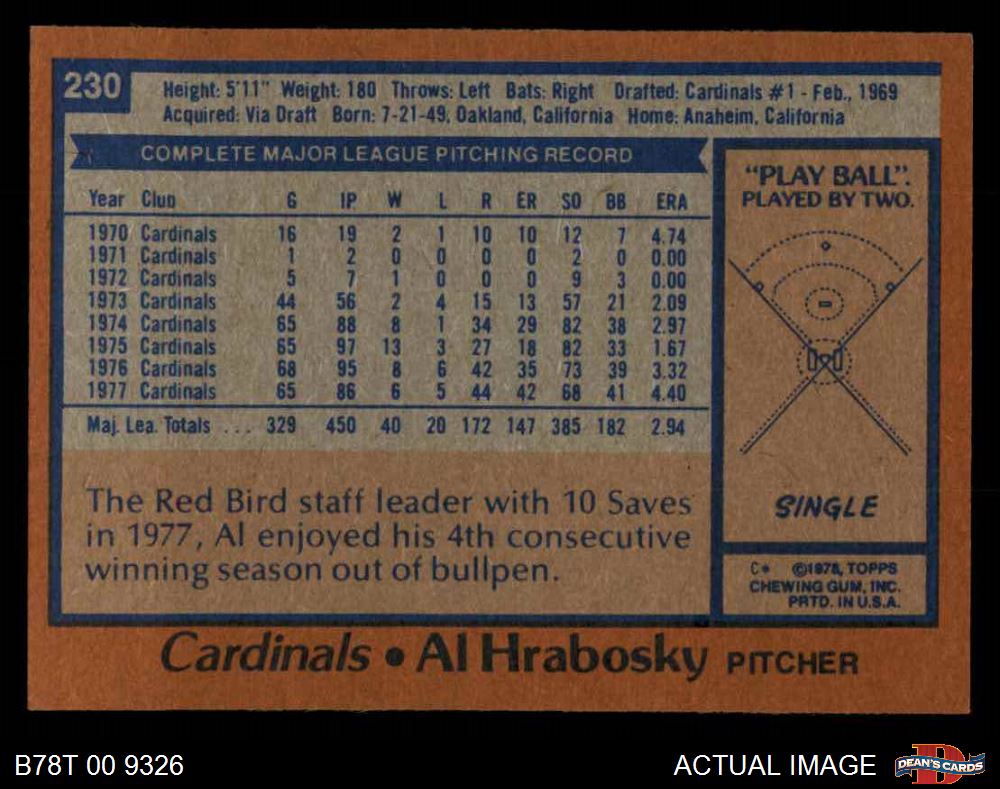 230
Height: 5'11" Weight: 180 Throws: Left Bats: Right Drafted: Cardinals #1 - Feb., 1969
Acquired: Via Draft Born: 7-21-49, Oakland, California Home: Anaheim, California
COMPLETE MAJOR LEAGUE PITCHING RECORD
Year Club G IP W L R ER SO BB ERA
1970 Cardinals 16 19 2 1 10 10 12 7 4.74
1971 Cardinals 1 2 0 0 0 0 2 0 0.00
1972 Cardinals 5 7 1 0 0 0 9 3 0.00
1973 Cardinals 44 56 2 4 15 13 57 21 2.09
1974 Cardinals 65 88 8 1 34 29 82 38 2.97
1975 Cardinals 65 97 13 3 27 18 82 33 1.67
1976 Cardinals 68 95 8 6 42 35 73 39 3.32
1977 Cardinals 65 86 6 5 44 42 68 41 4.40
Maj. Lea. Totals ... 329 450 40 20 172 147 385 182 2.94
The Red Bird staff leader with 10 Saves
in 1977, Al enjoyed his 4th consecutive
winning season out of bullpen.
"PLAY BALL".
PLAYED BY TWO.
SINGLE
C* ©1978, TOPPS
CHEWING GUM, INC.
PRTD. IN U.S.A.
Cardinals • Al Hrabosky PITCHER
B78T 00 9326
ACTUAL IMAGE
D
DEAN'S CARDS